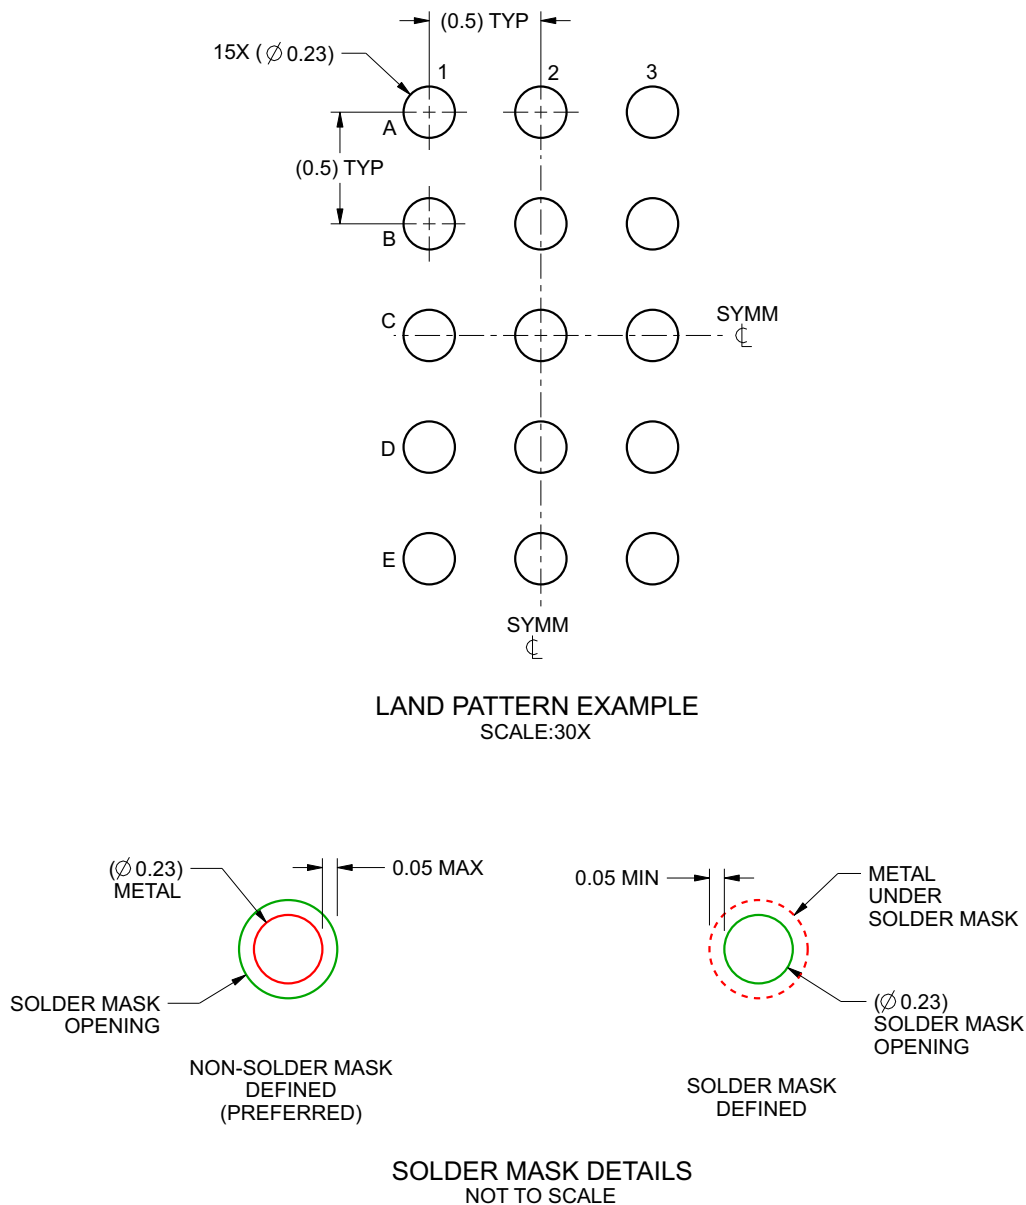 (0.5) TYP
15X ( ∅ 0.23)
1
2
3
A
(0.5) TYP
B
C
SYMM
℄
D
E
SYMM
℄
LAND PATTERN EXAMPLE
SCALE:30X
(∅ 0.23)
METAL
0.05 MAX
SOLDER MASK
OPENING
NON-SOLDER MASK
DEFINED
(PREFERRED)
0.05 MIN
METAL
UNDER
SOLDER MASK
(∅ 0.23)
SOLDER MASK
OPENING
SOLDER MASK
DEFINED
SOLDER MASK DETAILS
NOT TO SCALE